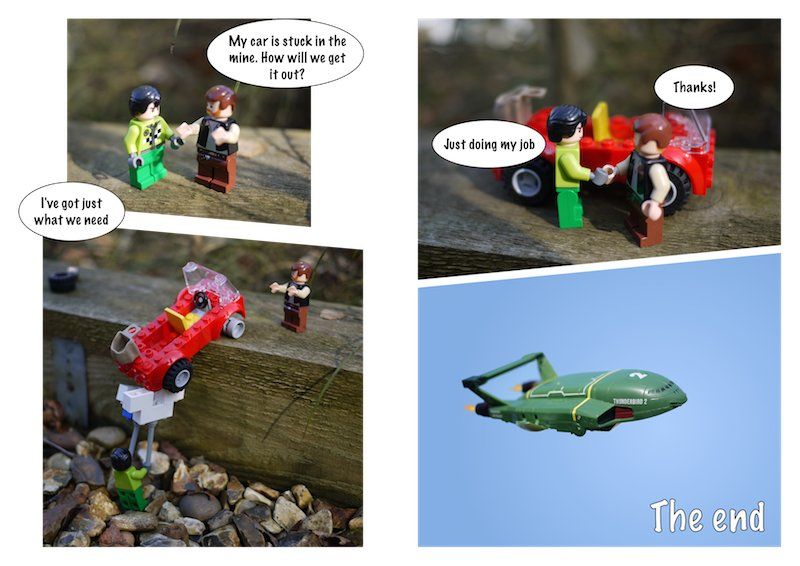 My car is stuck in the
mine. How will we get
it out?
I've got just
what we need
Thanks!
Just doing my job
2
THUNDERBIRD 2
The end